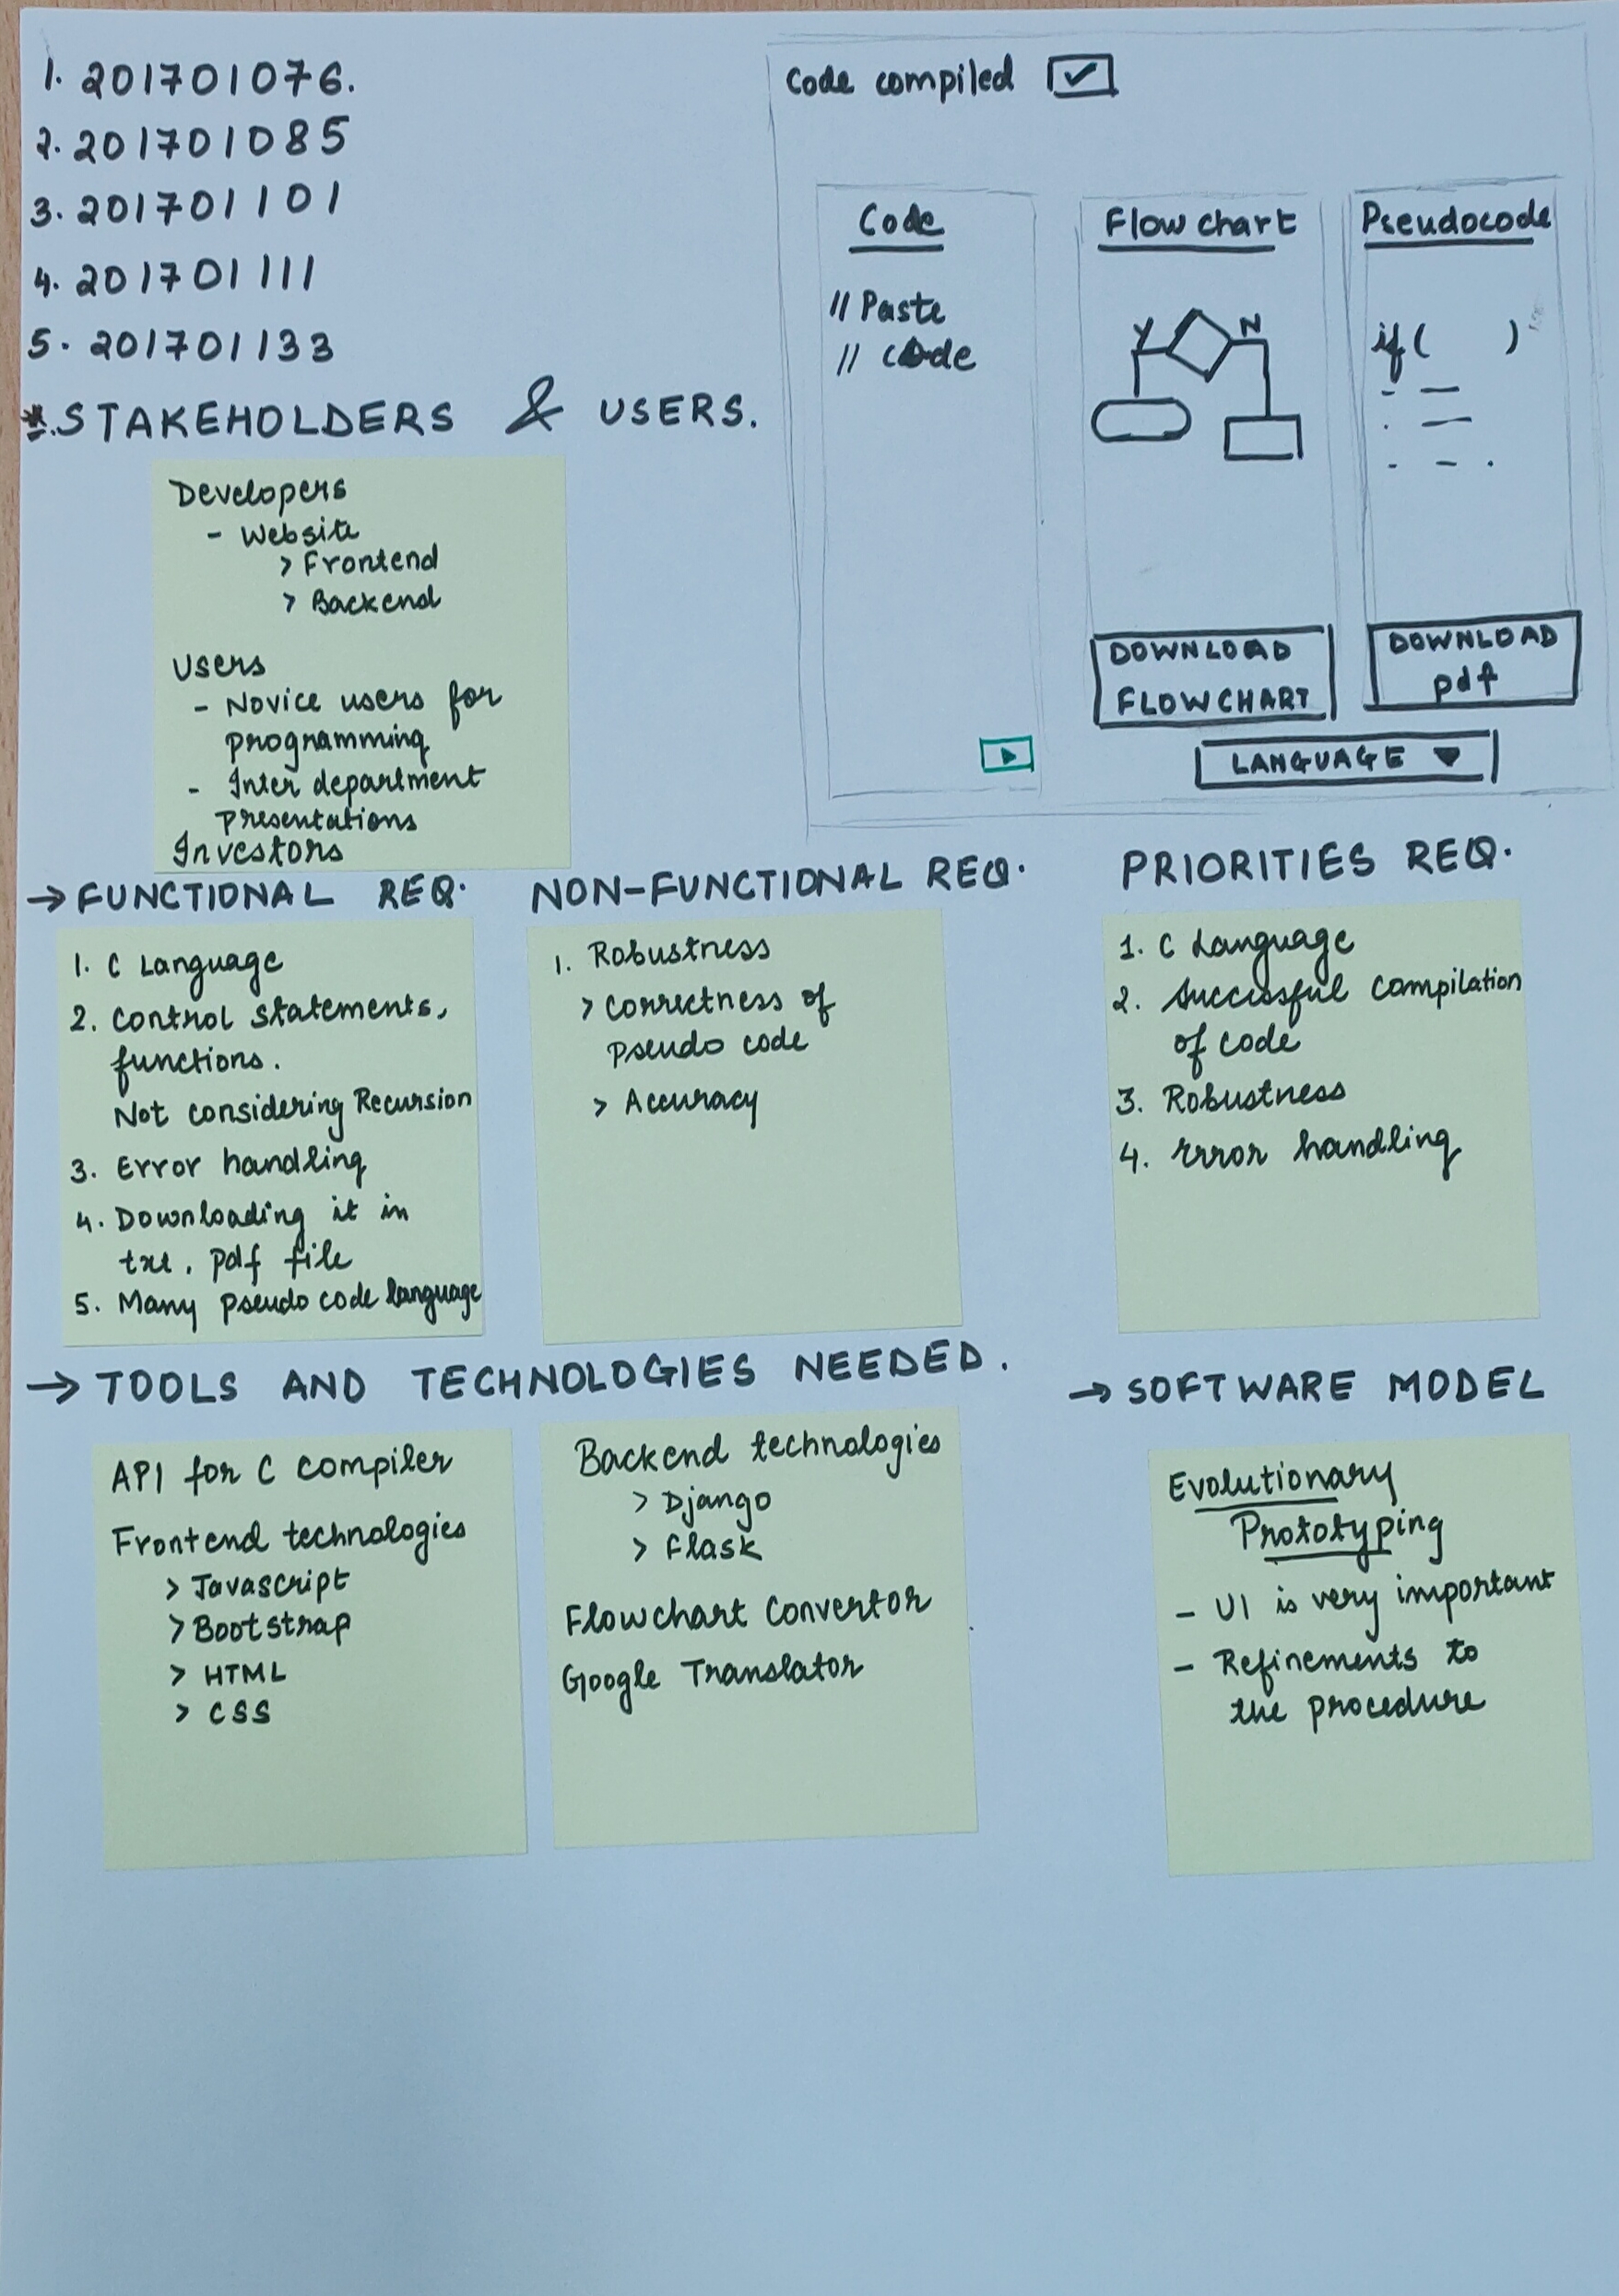 1. 201701076.
2. 201701085
3. 201701101
4. 201701111
5. 201701133
Code compiled
Code
// Paste
// code
Flow chart
Y N
DOWNLOAD
FLOWCHART
Pseudocode
if ( )
DOWNLOAD
pdf
LANGUAGE
*. STAKEHOLDERS & USERS.
Developers
- Website
> Frontend
> Backend
Users
- Novice users for
programming
- Inter department
Presentations
Investors
→ FUNCTIONAL REQ.
1. C Language
2. Control statements,
functions.
Not considering Recursion
3. Error handling
4. Downloading it in
txt, pdf file
5. Many pseudo code language
NON-FUNCTIONAL REQ.
1. Robustness
> Correctness of
pseudo code
> Accuracy
PRIORITIES REQ.
1. C Language
2. Successful compilation
of code
3. Robustness
4. Error handling
→ TOOLS AND TECHNOLOGIES NEEDED.
API for C compiler
Frontend technologies
> Javascript
> Bootstrap
> HTML
> CSS
Backend technologies
> Django
> Flask
Flowchart Convertor
Google Translator
→ SOFTWARE MODEL
Evolutionary
Prototyping
- UI is very important
- Refinements to
the procedure